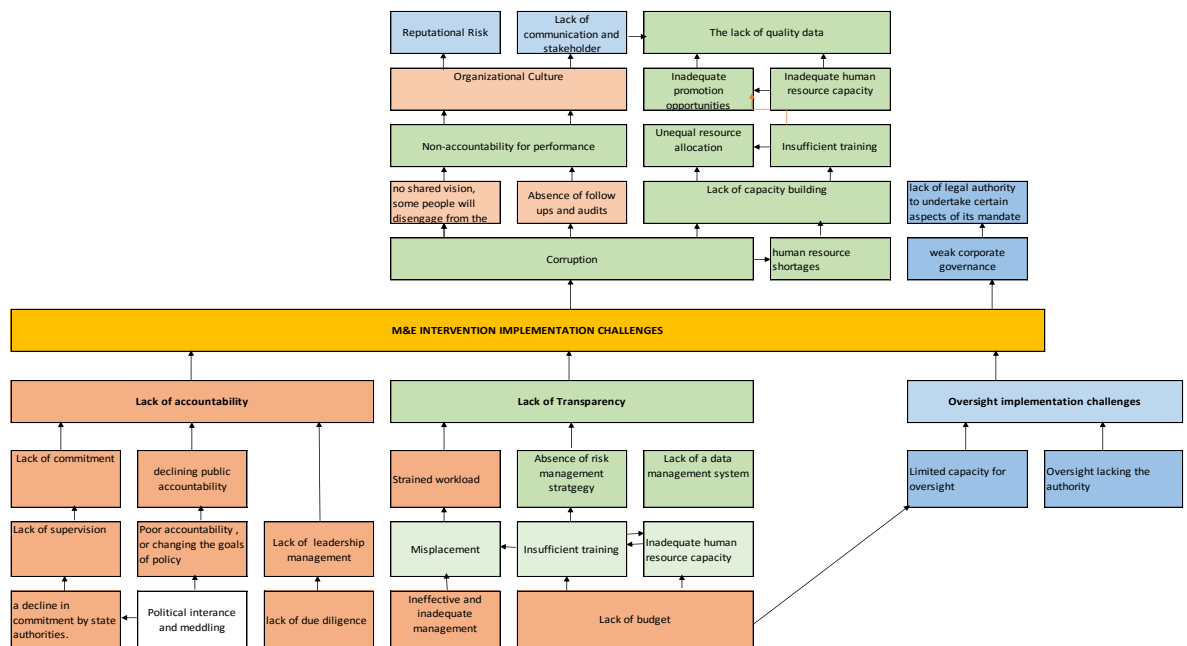 Reputational Risk
Lack of
communication and
stakeholder
The lack of quality data
Organizational Culture
Inadequate
promotion
opportunities
Inadequate human
resource capacity
Non-accountability for performance
Unequal resource
allocation
Insufficient training
no shared vision,
some people will
disengage from the
Absence of follow
ups and audits
Lack of capacity building
lack of legal authority
to undertake certain
aspects of its mandate
Corruption
human resource
shortages
weak corporate
governance
M&E INTERVENTION IMPLEMENTATION CHALLENGES
Lack of accountability
Lack of Transparency
Oversight implementation challenges
Lack of commitment
declining public
accountability
Strained workload
Absence of risk
management
stratgegy
Lack of a data
management system
Limited capacity for
oversight
Oversight lacking the
authority
Lack of supervision
Poor accountability ,
or changing the goals
of policy
Lack of leadership
management
Misplacement
Insufficient training
Inadequate human
resource capacity
a decline in
commitment by state
authorities.
Political interance
and meddling
lack of due diligence
Ineffective and
inadequate
management
Lack of budget